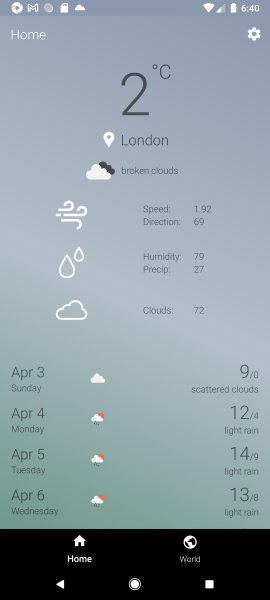 6:40
Home
2°C
London
broken clouds
Speed: 1.92
Direction: 69
Humidity: 79
Precip: 27
Clouds: 72
Apr 3 9/0
Sunday scattered clouds
Apr 4 12/4
Monday light rain
Apr 5 14/9
Tuesday light rain
Apr 6 13/8
Wednesday light rain
Home World